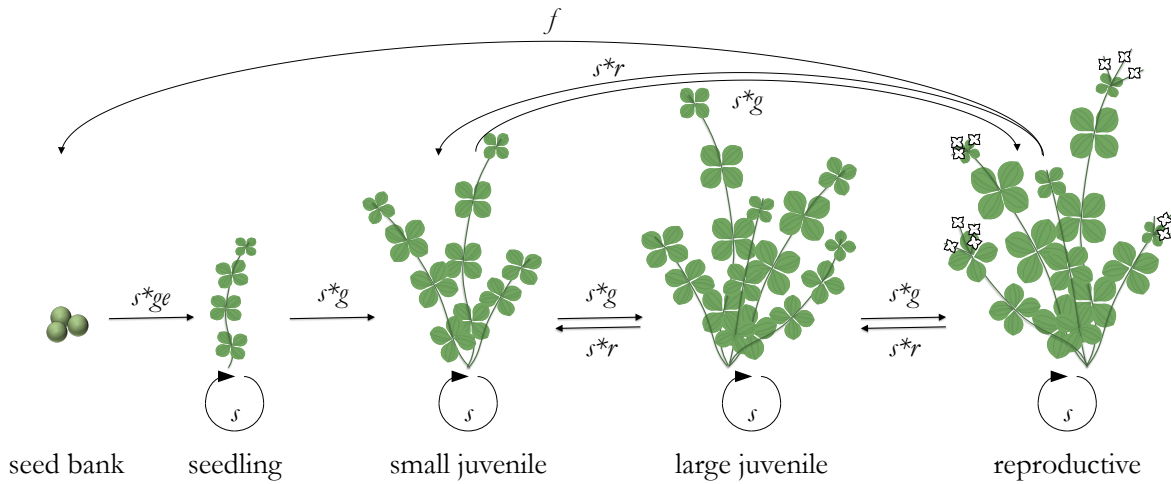 f
s*r
s*g
s*ge
s*g
s*g
s*r
s*g
s*r
s
s
s
s
seed bank
seedling
small juvenile
large juvenile
reproductive